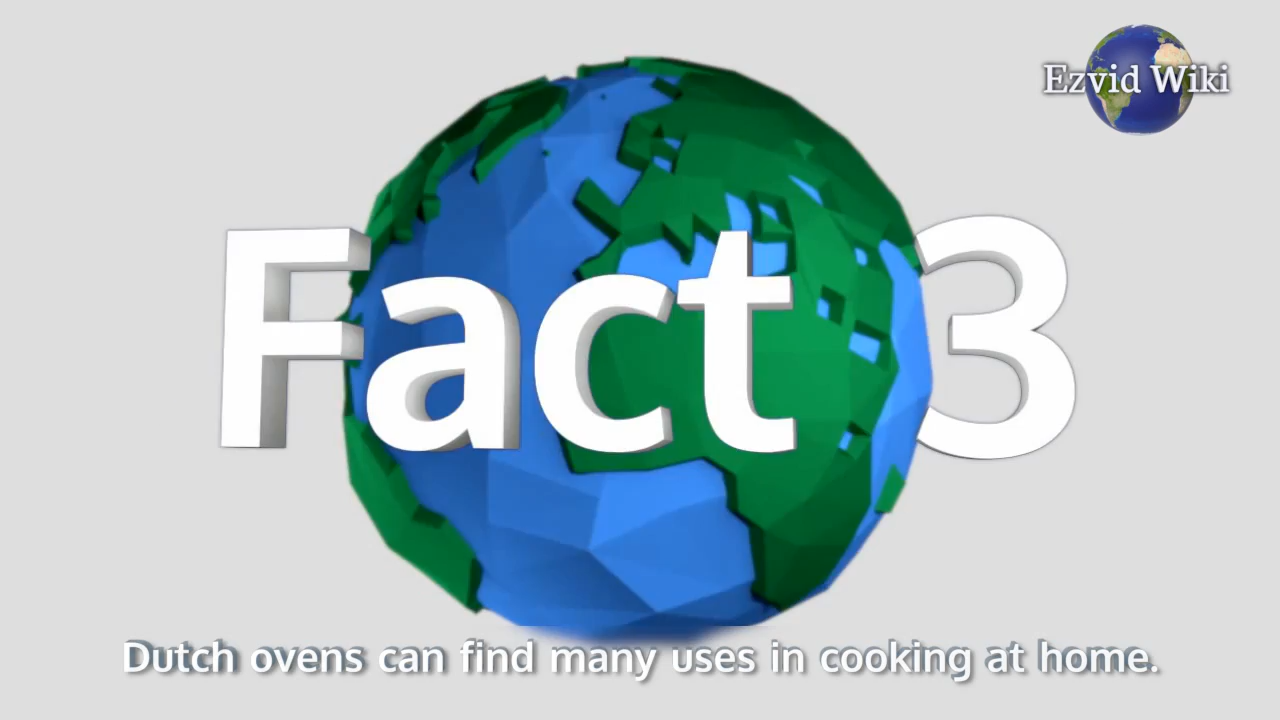 Ezvid Wiki
Fact 3
Dutch ovens can find many uses in cooking at home.